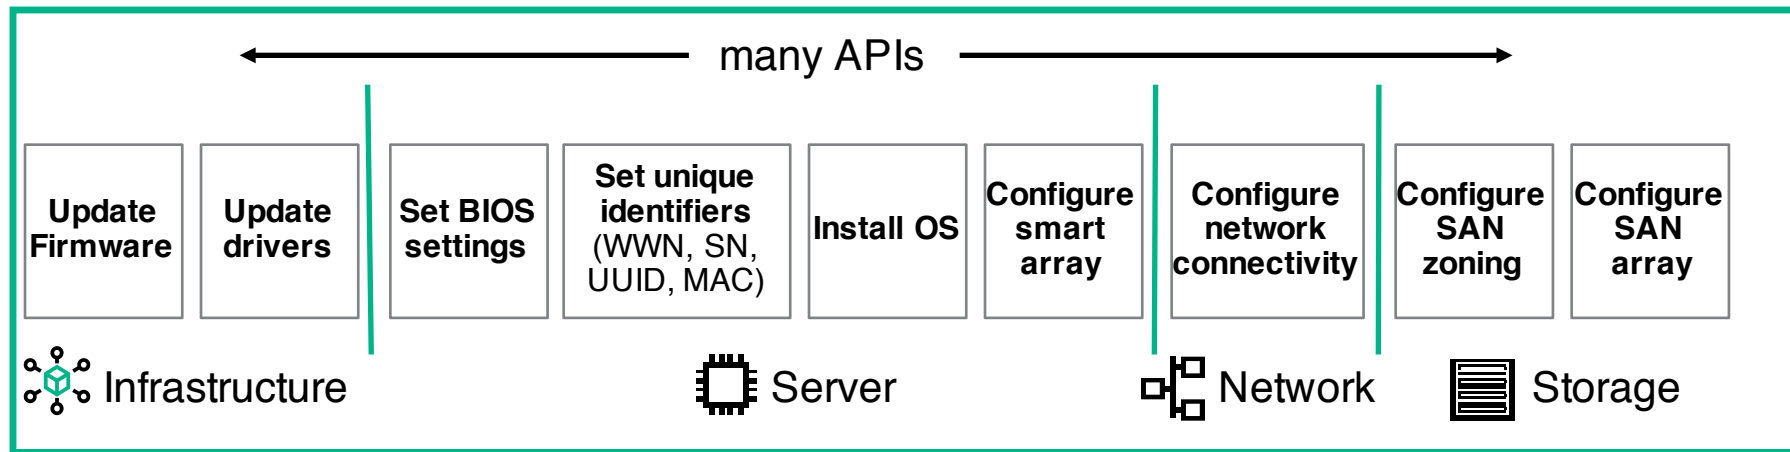 many APIs
Update
Firmware
Update
drivers
Set BIOS
settings
Set unique
identifiers
(WWN, SN,
UUID, MAC)
Install OS
Configure
smart
array
Configure
network
connectivity
Configure
SAN
zoning
Configure
SAN
array
Infrastructure
Server
Network
Storage